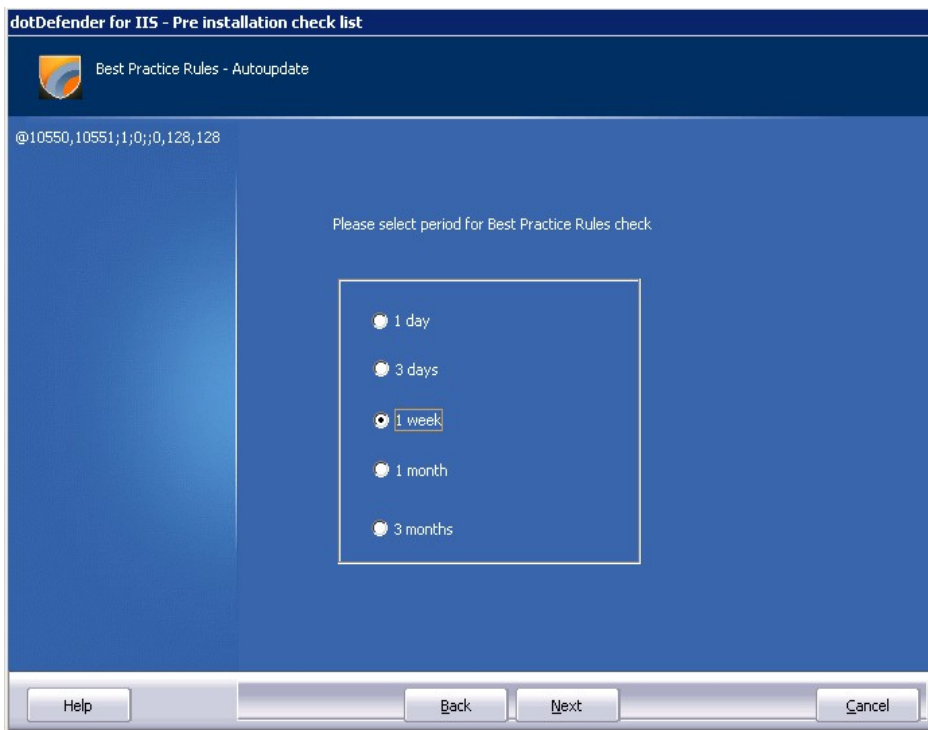 dotDefender for IIS - Pre installation check list
Best Practice Rules - Autoupdate
@10550,10551;1;0;;0,128,128
Please select period for Best Practice Rules check
1 day
3 days
1 week
1 month
3 months
Help
Back
Next
Cancel